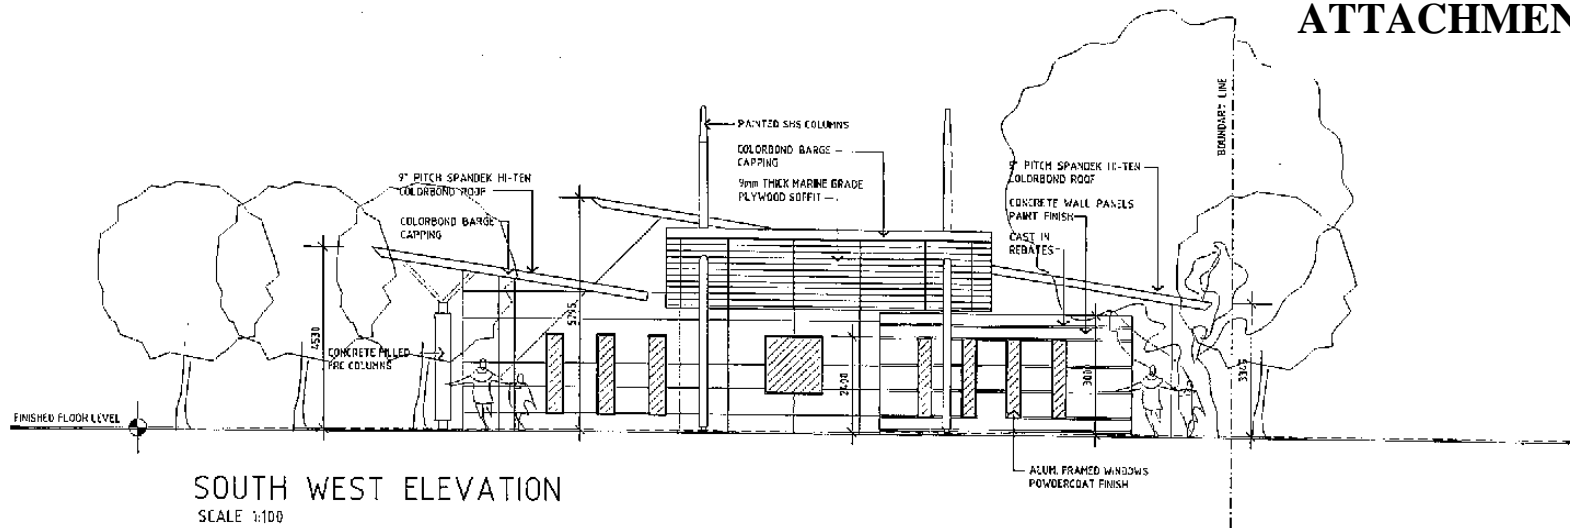 ATTACHMEN
BOUNDARY LINE
PAINTED SHS COLUMNS
COLORBOND BARGE
CAPPING
9mm THICK MARINE GRADE
PLYWOOD SOFFIT
9° PITCH SPANDEK HI-TEN
COLORBOND ROOF
COLORBOND BARGE
CAPPING
5° PITCH SPANDEK HI-TEN
COLORBOND ROOF
CONCRETE WALL PANELS
PAINT FINISH
CAST IN
REBATES
4530
CONCRETE FILLED
COLUMNS
2400
3000
FINISHED FLOOR LEVEL
ALUM. FRAMED WINDOWS
POWDERCOAT FINISH
SOUTH WEST ELEVATION
SCALE 1:100